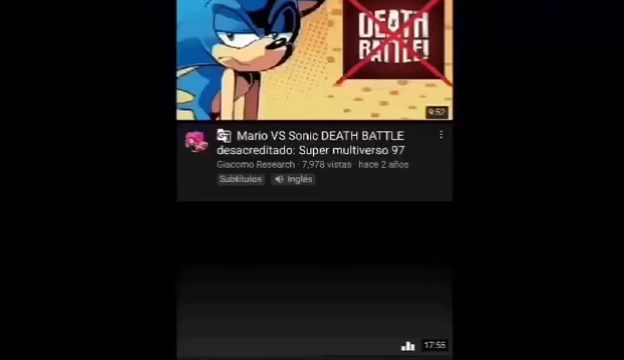 DEATH
BATTLE!
9:52
Mario VS Sonic DEATH BATTLE
desacreditado: Super multiverso 97
Giacomo Research · 7,978 vistas · hace 2 años
Subtítulos Inglés
17:55